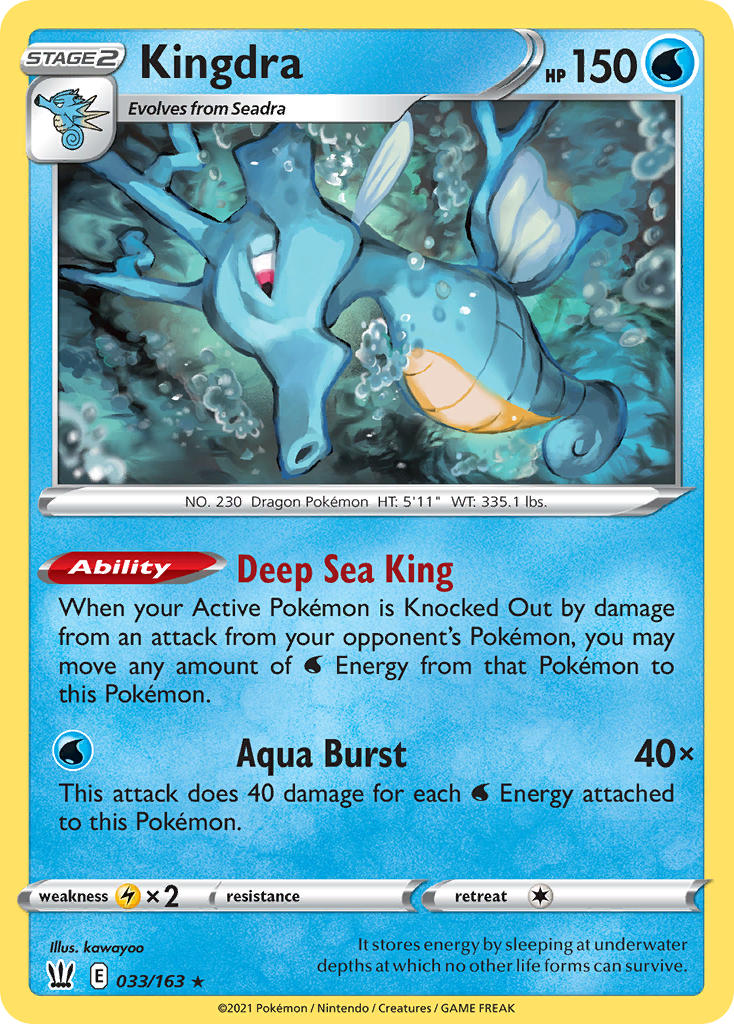 STAGE2
Kingdra
HP 150
Evolves from Seadra
NO. 230 Dragon Pokémon HT: 5'11" WT: 335.1 lbs.
Ability Deep Sea King
When your Active Pokémon is Knocked Out by damage
from an attack from your opponent's Pokémon, you may
move any amount of Energy from that Pokémon to
this Pokémon.
Aqua Burst 40×
This attack does 40 damage for each Energy attached
to this Pokémon.
weakness ×2 resistance retreat
Illus. kawayoo
It stores energy by sleeping at underwater
depths at which no other life forms can survive.
E 033/163 ★
©2021 Pokémon / Nintendo / Creatures / GAME FREAK